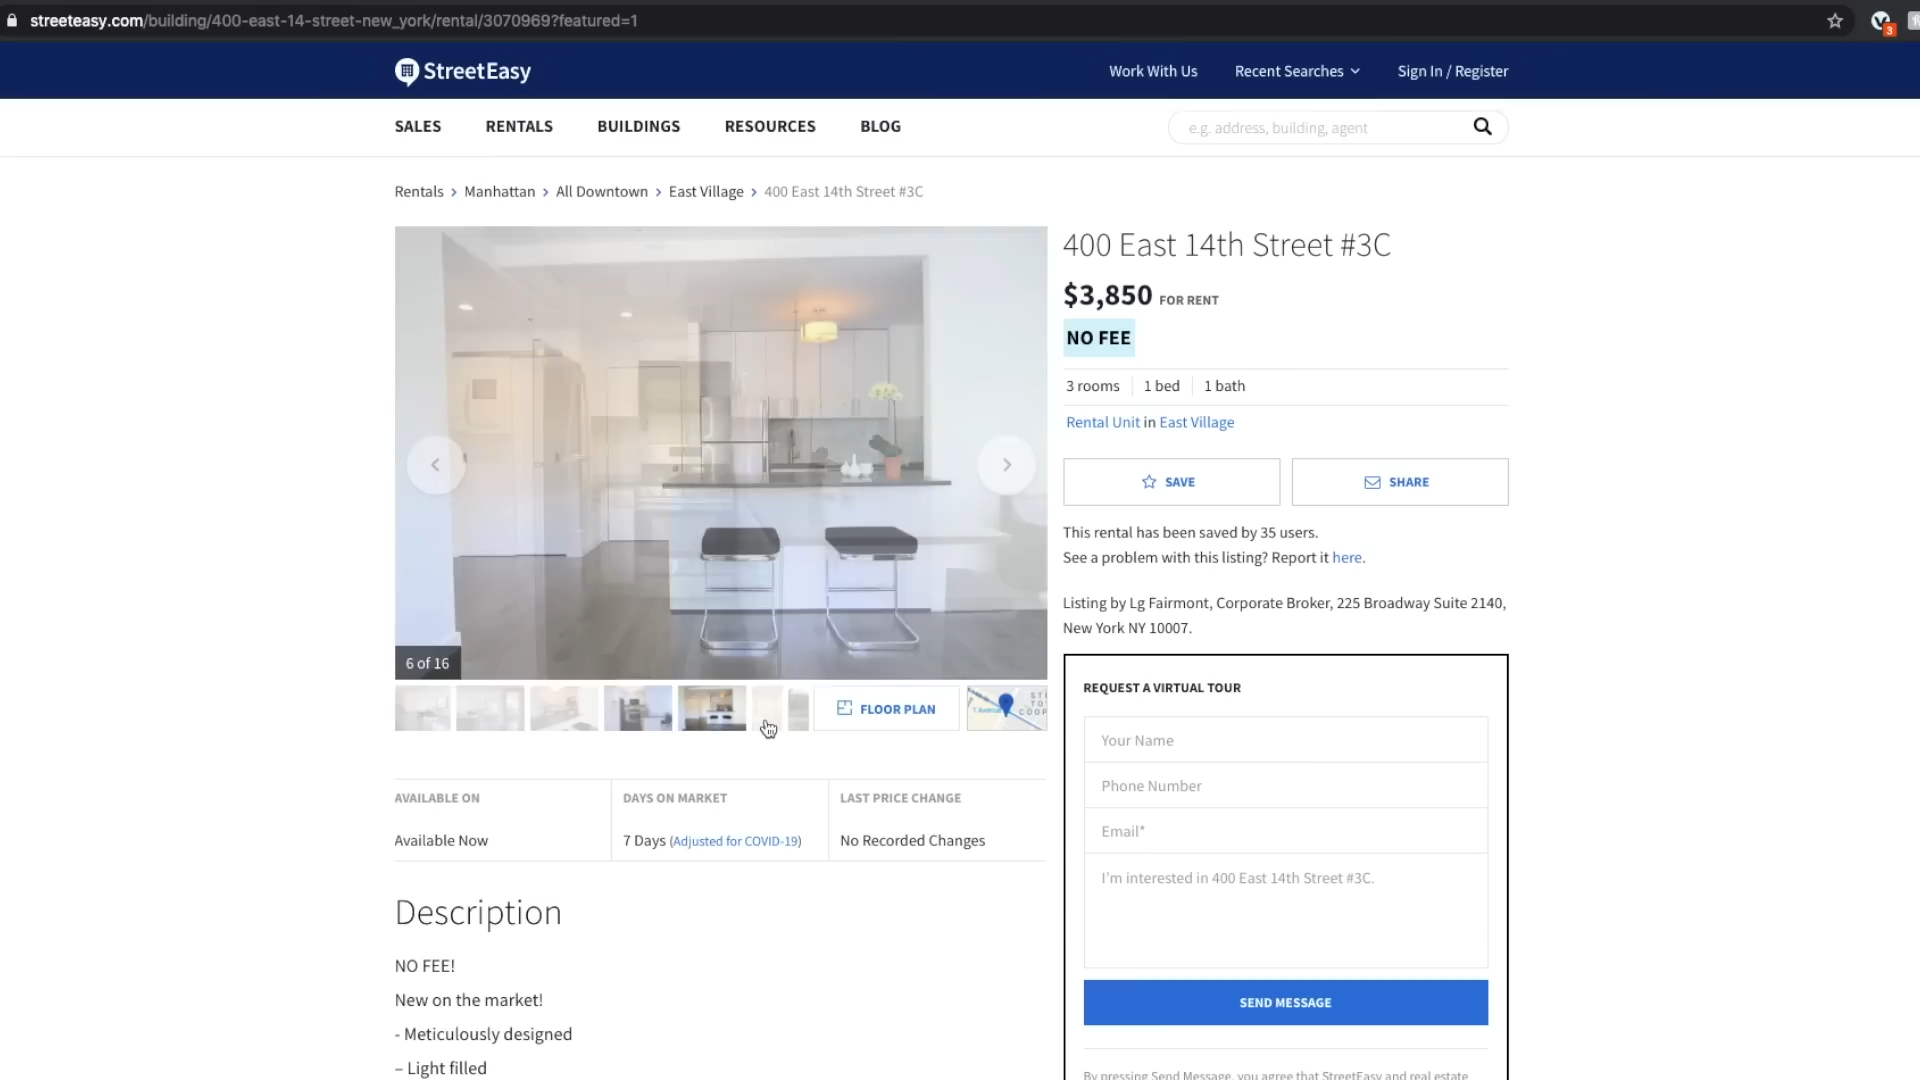 streeteasy.com/building/400-east-14-street-new_york/rental/3070969?featured=1
3
StreetEasy
Work With Us
Recent Searches
Sign In / Register
SALES
RENTALS
BUILDINGS
RESOURCES
BLOG
e.g. address, building, agent
Rentals > Manhattan > All Downtown > East Village > 400 East 14th Street #3C
400 East 14th Street #3C
$3,850 FOR RENT
NO FEE
3 rooms
1 bed
1 bath
Rental Unit in East Village
SAVE
SHARE
This rental has been saved by 35 users.
See a problem with this listing? Report it here.
Listing by Lg Fairmont, Corporate Broker, 225 Broadway Suite 2140,
New York NY 10007.
6 of 16
FLOOR PLAN
REQUEST A VIRTUAL TOUR
Your Name
Phone Number
Email*
I'm interested in 400 East 14th Street #3C.
SEND MESSAGE
By pressing Send Message, you agree that StreetEasy and real estate
AVAILABLE ON
Available Now
DAYS ON MARKET
7 Days (Adjusted for COVID-19)
LAST PRICE CHANGE
No Recorded Changes
Description
NO FEE!
New on the market!
- Meticulously designed
– Light filled